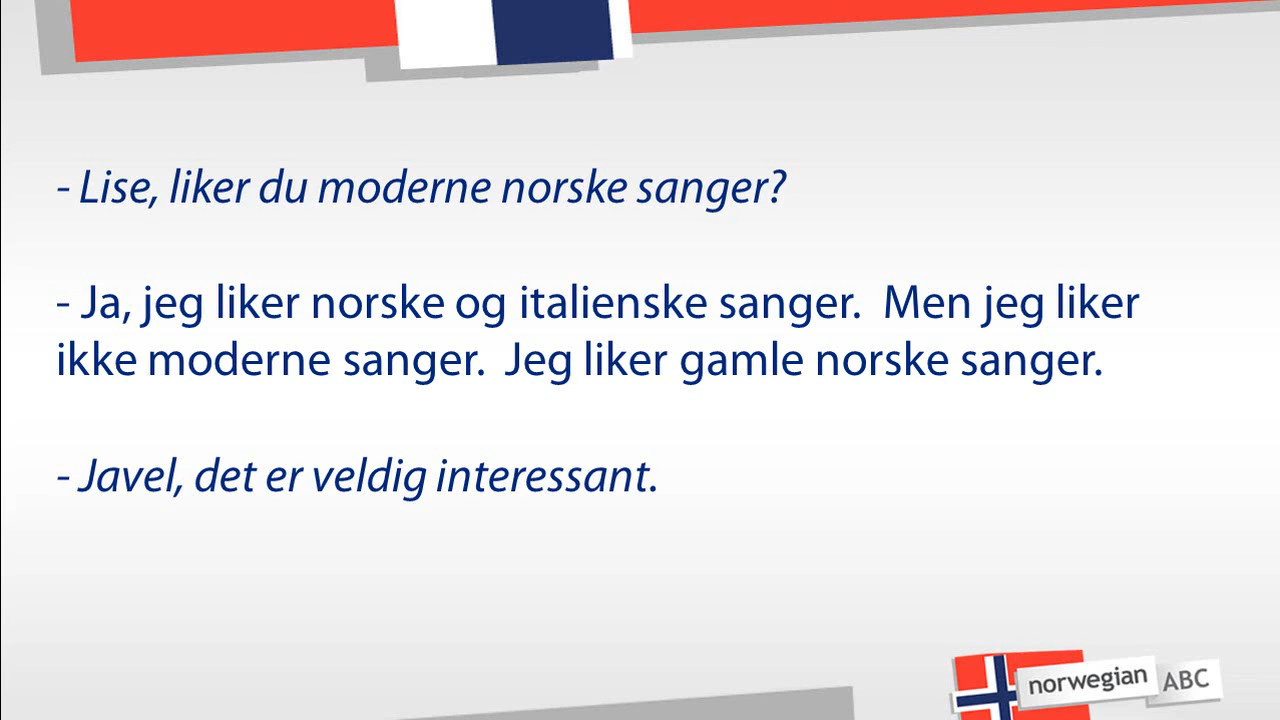 - Lise, liker du moderne norske sanger?
- Ja, jeg liker norske og italienske sanger.  Men jeg liker
ikke moderne sanger.  Jeg liker gamle norske sanger.
- Javel, det er veldig interessant.
norwegian ABC